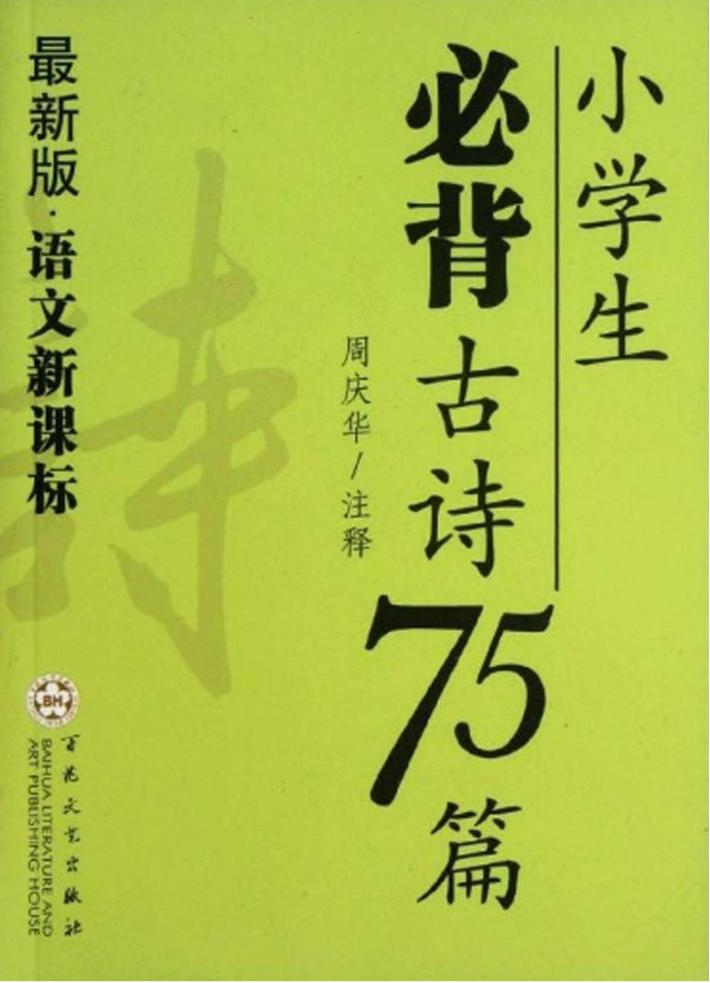 小学生
必背古诗75篇
周庆华/注释
詩
最新版·语文新课标
BH
百花文艺出版社
BAIHUA LITERATURE AND
ART PUBLISHING HOUSE